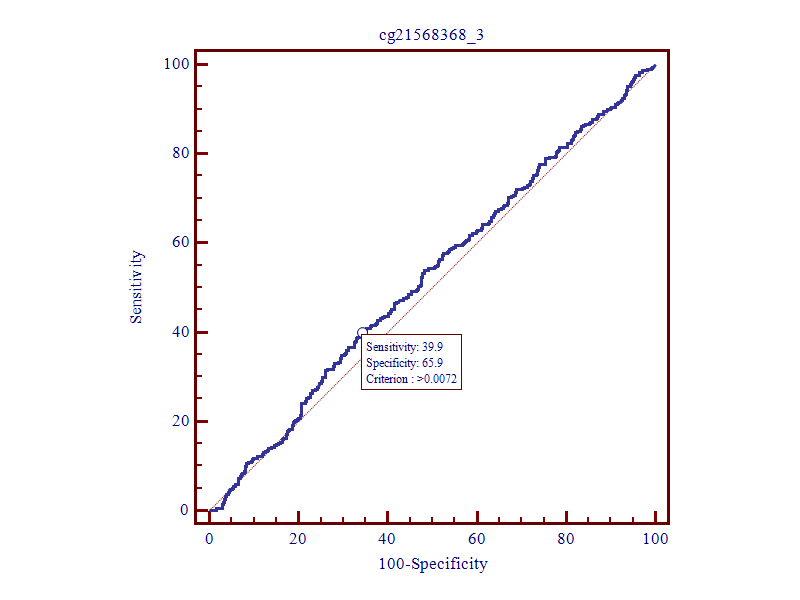 cg21568368_3
100
80
60
40
20
0
Sensitivity
Sensitivity: 39.9
Specificity: 65.9
Criterion : >0.0072
0 20 40 60 80 100
100-Specificity